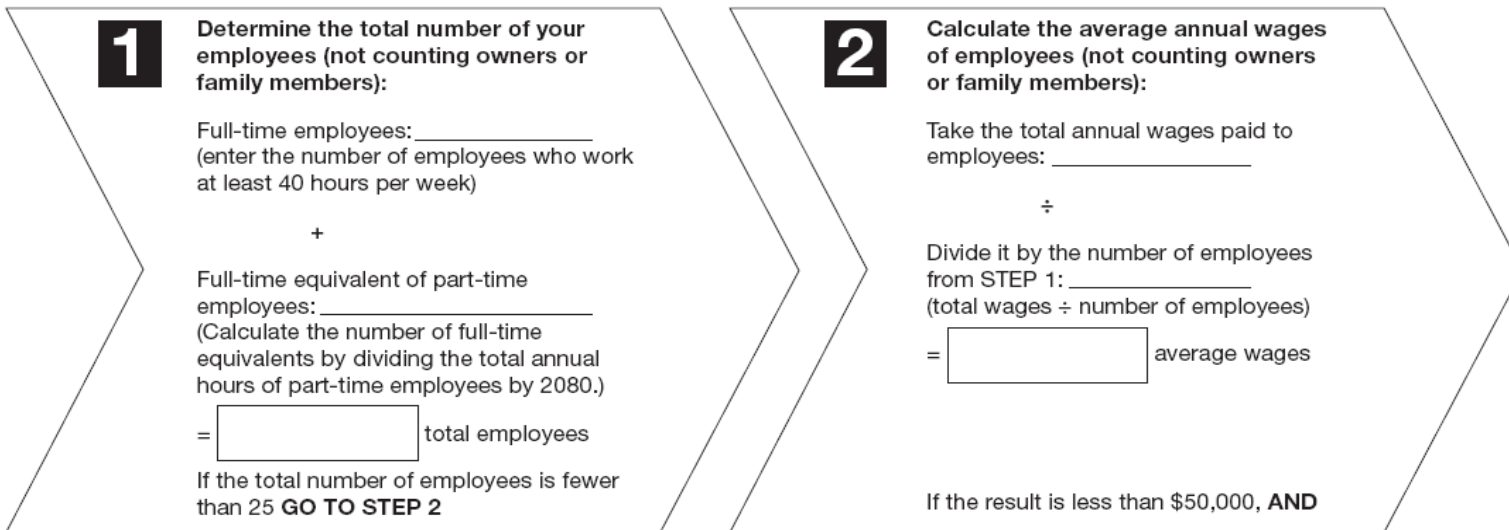 1
Determine the total number of your
employees (not counting owners or
family members):
Full-time employees:
(enter the number of employees who work
at least 40 hours per week)
+
Full-time equivalent of part-time
employees:
(Calculate the number of full-time
equivalents by dividing the total annual
hours of part-time employees by 2080.)
= total employees
If the total number of employees is fewer
than 25 GO TO STEP 2
2
Calculate the average annual wages
of employees (not counting owners
or family members):
Take the total annual wages paid to
employees:
÷
Divide it by the number of employees
from STEP 1:
(total wages ÷ number of employees)
= average wages
If the result is less than $50,000, AND